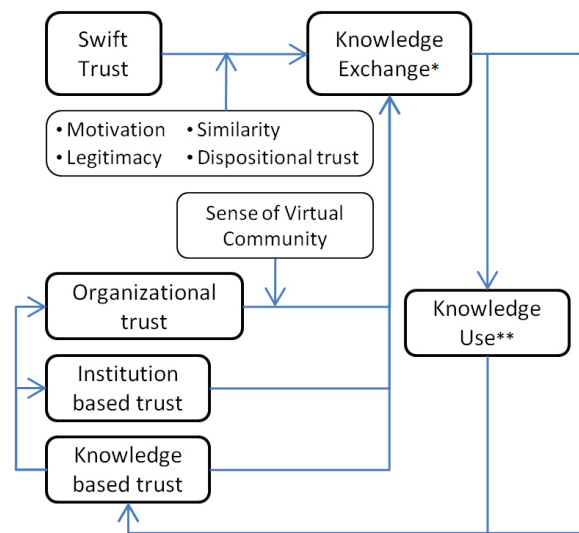 Swift
Trust
Knowledge
Exchange*
• Motivation • Similarity
• Legitimacy • Dispositional trust
Sense of Virtual
Community
Organizational
trust
Knowledge
Use**
Institution
based trust
Knowledge
based trust